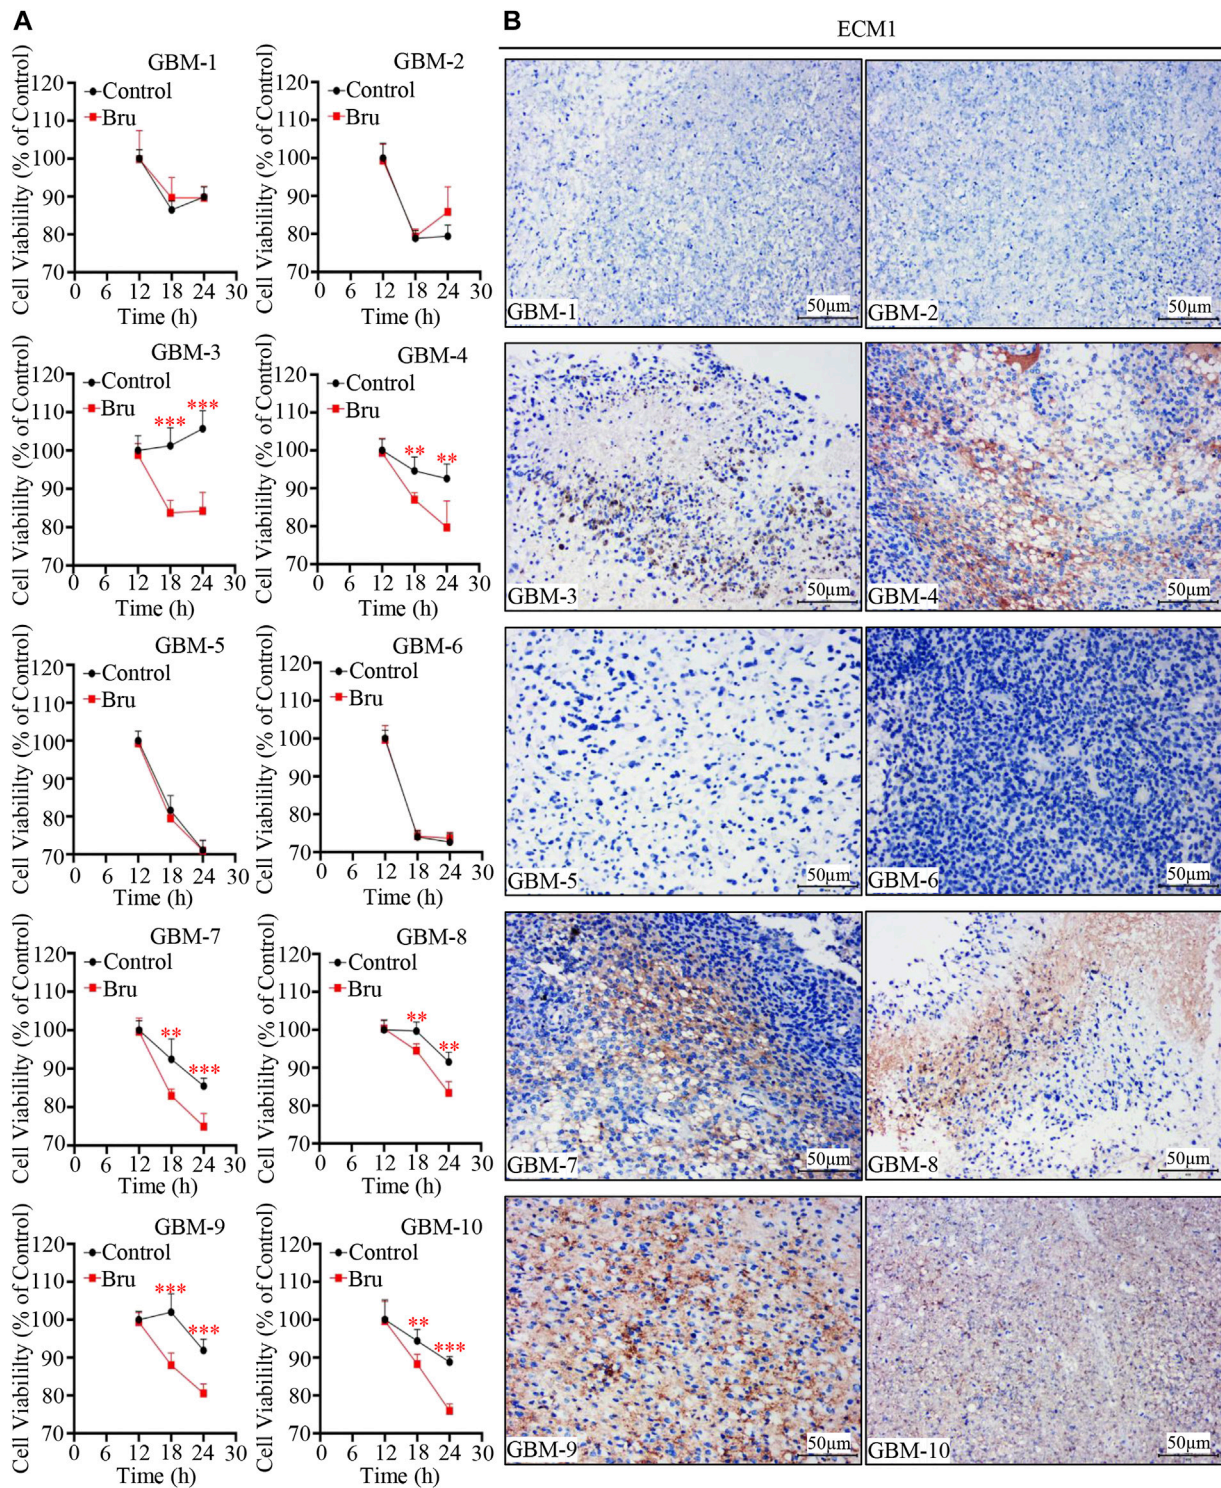 A
B
ECM1
GBM-1
Control
Bru
Cell Viability (% of Control)
120
110
100
90
80
70
0 6 12 18 24 30
Time (h)
GBM-2
Control
Bru
Cell Viability (% of Control)
120
110
100
90
80
70
0 6 12 18 24 30
Time (h)
GBM-1
50μm
GBM-2
50μm
GBM-3
Control
Bru
*** ***
Cell Viability (% of Control)
120
110
100
90
80
70
0 6 12 18 24 30
Time (h)
GBM-4
Control
Bru
** **
Cell Viability (% of Control)
120
110
100
90
80
70
0 6 12 18 24 30
Time (h)
GBM-3
50μm
GBM-4
50μm
GBM-5
Control
Bru
Cell Viability (% of Control)
120
110
100
90
80
70
0 6 12 18 24 30
Time (h)
GBM-6
Control
Bru
Cell Viability (% of Control)
120
110
100
90
80
70
0 6 12 18 24 30
Time (h)
GBM-5
50μm
GBM-6
50μm
GBM-7
Control
Bru
** ***
Cell Viability (% of Control)
120
110
100
90
80
70
0 6 12 18 24 30
Time (h)
GBM-8
Control
Bru
** **
Cell Viability (% of Control)
120
110
100
90
80
70
0 6 12 18 24 30
Time (h)
GBM-7
50μm
GBM-8
50μm
GBM-9
Control
Bru
*** ***
Cell Viability (% of Control)
120
110
100
90
80
70
0 6 12 18 24 30
Time (h)
GBM-10
Control
Bru
** ***
Cell Viability (% of Control)
120
110
100
90
80
70
0 6 12 18 24 30
Time (h)
GBM-9
50μm
GBM-10
50μm